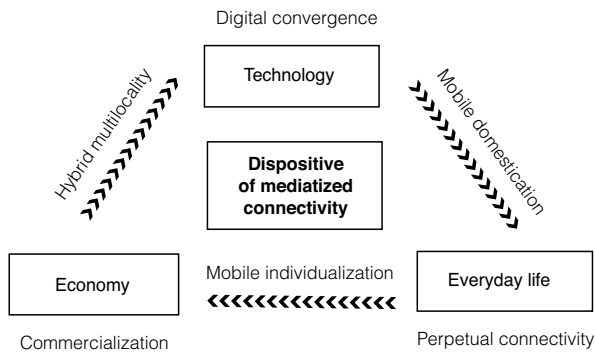 Digital convergence
Technology
Hybrid multilocality
Mobile domestication
Dispositive
of mediatized
connectivity
Economy
Mobile individualization
Everyday life
Commercialization
Perpetual connectivity